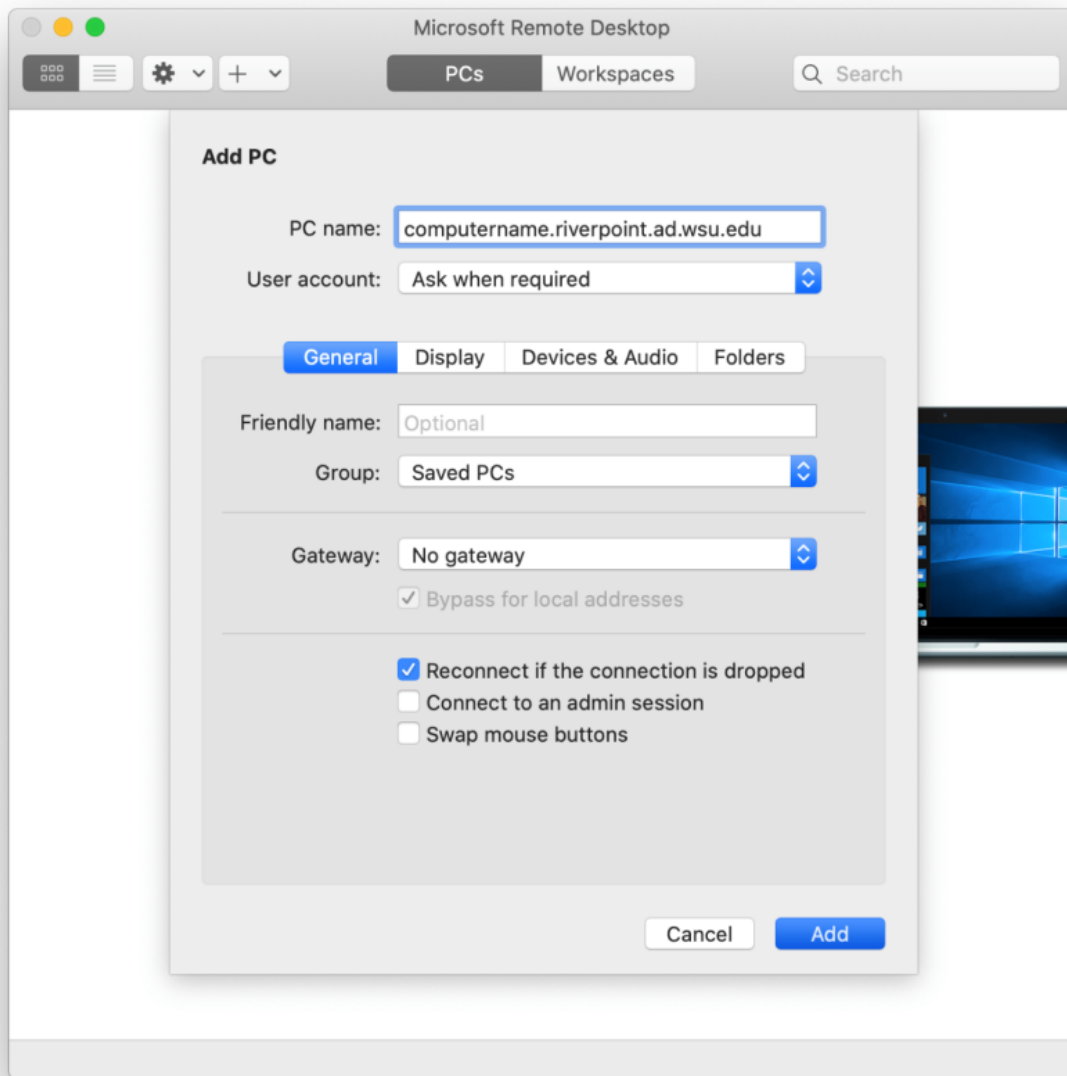 Microsoft Remote Desktop
PCs Workspaces Search
Add PC
PC name: computername.riverpoint.ad.wsu.edu
User account: Ask when required
General Display Devices & Audio Folders
Friendly name: Optional
Group: Saved PCs
Gateway: No gateway
Bypass for local addresses
Reconnect if the connection is dropped
Connect to an admin session
Swap mouse buttons
Cancel Add